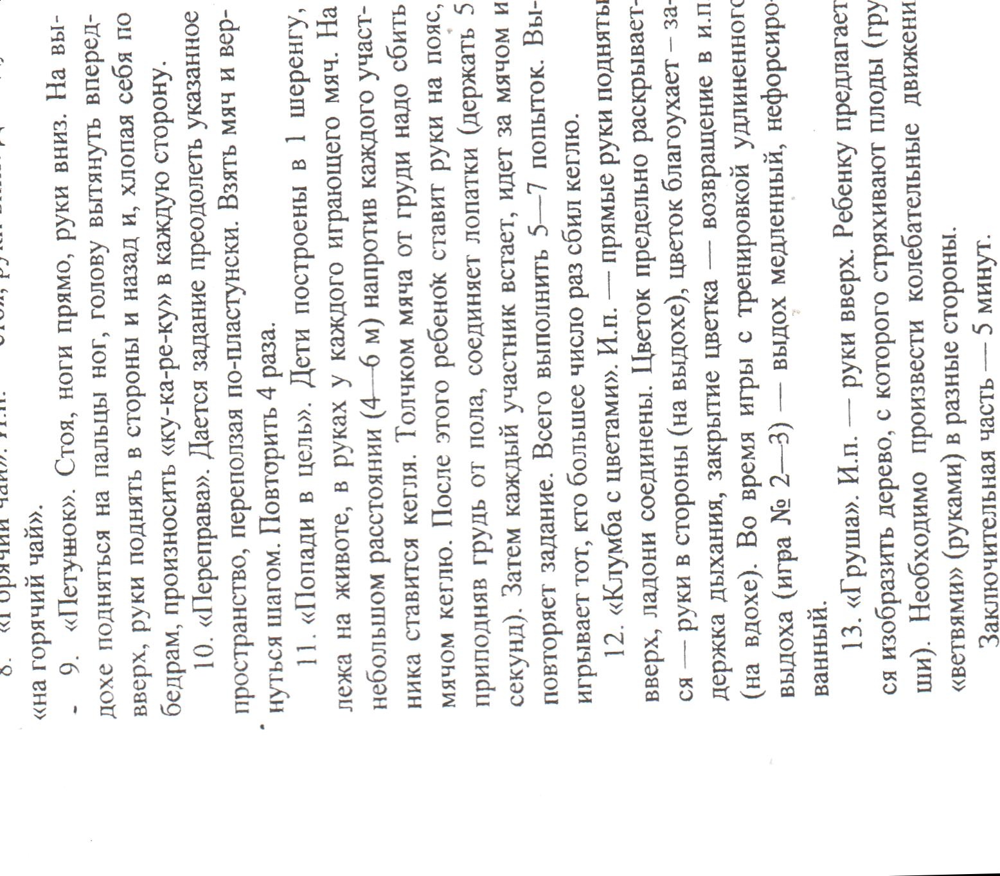 8. «Горячий чай». И.п.
«на горячий чай».
9. «Петушок». Стоя, ноги прямо, руки вниз. На вы-
дохе подняться на пальцы ног, голову вытянуть вперед-
вверх, руки поднять в стороны и назад и, хлопая себя по
бедрам, произносить «ку-ка-ре-ку» в каждую сторону.
10. «Переправа». Дается задание преодолеть указанное
пространство, переползая по-пластунски. Взять мяч и вер-
нуться шагом. Повторить 4 раза.
11. «Попади в цель». Дети построены в 1 шеренгу,
лежа на животе, в руках у каждого играющего мяч. На
небольшом расстоянии (4—6 м) напротив каждого участ-
ника ставится кегля. Толчком мяча от груди надо сбить
мячом кеглю. После этого ребенок ставит руки на пояс,
приподняв грудь от пола, соединяет лопатки (держать 5
секунд). Затем каждый участник встает, идет за мячом и
повторяет задание. Всего выполнить 5—7 попыток. Вы-
игрывает тот, кто большее число раз сбил кеглю.
12. «Клумба с цветами». И.п. — прямые руки подняты
вверх, ладони соединены. Цветок предельно раскрывает-
ся — руки в стороны (на выдохе), цветок благоухает – за-
держка дыхания, закрытие цветка — возвращение в и.п.
(на вдохе). Во время игры с тренировкой удлиненного
выдоха (игра № 2—3) — выдох медленный, нефорсиро-
ванный.
13. «Груша». И.п. — руки вверх. Ребенку предлагает
ся изобразить дерево, с которого стряхивают плоды (гру
ши). Необходимо произвести колебательные движени
«ветвями» (руками) в разные стороны.
Заключительная часть — 5 минут.